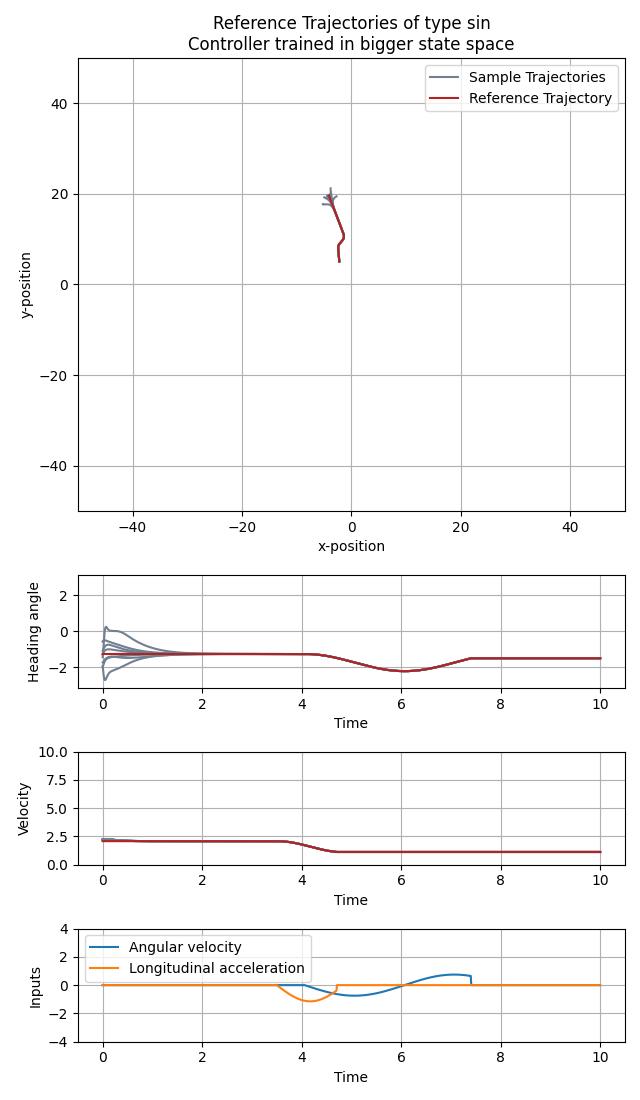 Reference Trajectories of type sin
Controller trained in bigger state space
Sample Trajectories
Reference Trajectory
40
20
0
−20
−40
y-position
−40 −20 0 20 40
x-position
2
0
−2
Heading angle
0 2 4 6 8 10
Time
10.0
7.5
5.0
2.5
0.0
Velocity
0 2 4 6 8 10
Time
4
2
0
−2
−4
Inputs
Angular velocity
Longitudinal acceleration
0 2 4 6 8 10
Time